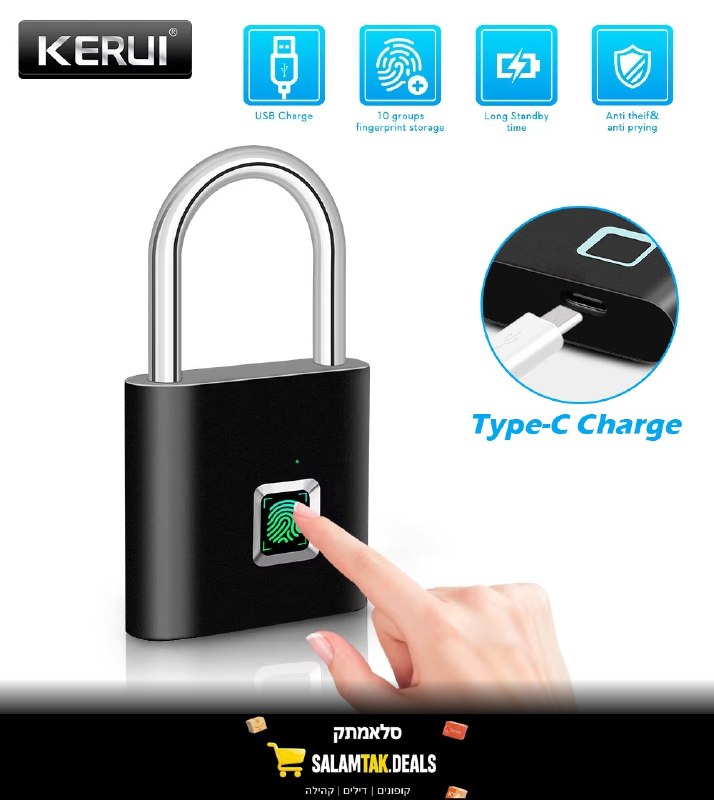 KERUI®
USB Charge
10 groups
fingerprint storage
Long Standby
time
Anti theif&
anti prying
Type-C Charge
סלאמתק
SALAMTAK.DEALS
קופונים | דילים | קהילה